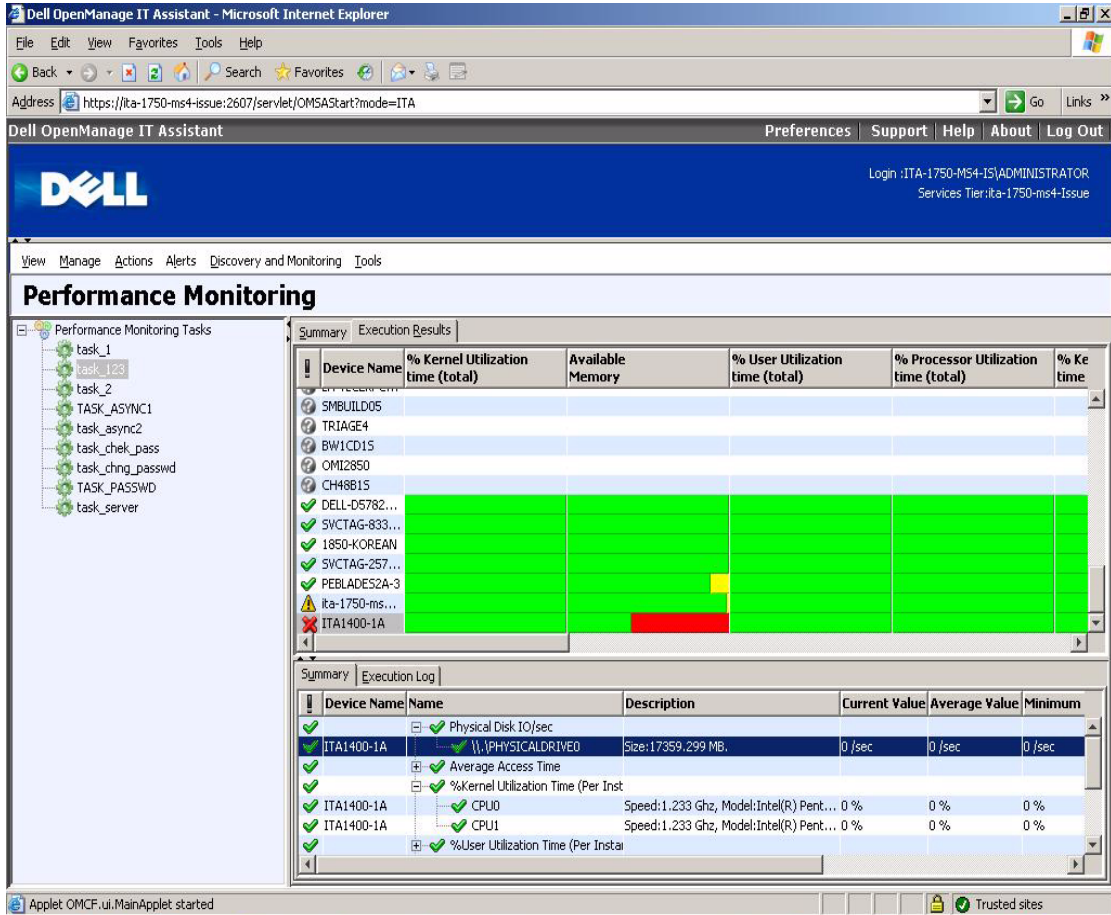 Dell OpenManage IT Assistant - Microsoft Internet Explorer
File Edit View Favorites Tools Help
Back Search Favorites
Address https://ita-1750-ms4-issue:2607/servlet/OMSAStart?mode=ITA Go Links »
Dell OpenManage IT Assistant Preferences | Support | Help | About | Log Out
DELL
Login :ITA-1750-MS4-IS\ADMINISTRATOR
Services Tier:ita-1750-ms4-Issue
View Manage Actions Alerts Discovery and Monitoring Tools
Performance Monitoring
Performance Monitoring Tasks
task_1
task_123
task_2
TASK_ASYNC1
task_async2
task_chek_pass
task_chng_passwd
TASK_PASSWD
task_server
Summary Execution Results
! Device Name % Kernel Utilization time (total) Available Memory % User Utilization time (total) % Processor Utilization time (total) % Ke time
SMBUILD05
TRIAGE4
BW1CD1S
OMI2850
CH48B1S
DELL-D5782...
SVCTAG-833...
1850-KOREAN
SVCTAG-257...
PEBLADES2A-3
ita-1750-ms...
ITA1400-1A
Summary Execution Log
! Device Name Name Description Current Value Average Value Minimum
Physical Disk IO/sec
ITA1400-1A \\.\PHYSICALDRIVE0 Size:17359.299 MB. 0 /sec 0 /sec 0 /sec
Average Access Time
%Kernel Utilization Time (Per Inst
ITA1400-1A CPU0 Speed:1.233 Ghz, Model:Intel(R) Pent... 0 % 0 % 0 %
ITA1400-1A CPU1 Speed:1.233 Ghz, Model:Intel(R) Pent... 0 % 0 % 0 %
%User Utilization Time (Per Instan
Applet OMCF.ui.MainApplet started Trusted sites